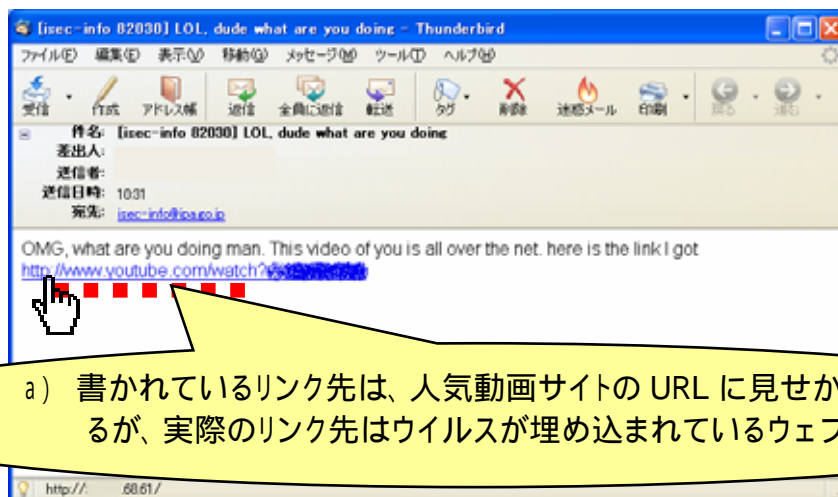 [isec-info 82030] LOL, dude what are you doing - Thunderbird
ファイル(F) 編集(E) 表示(V) 移動(G) メッセージ(M) ツール(T) ヘルプ(H)
受信 作成 アドレス帳 返信 全員に返信 転送 タグ 削除 迷惑メール 印刷 戻る 進む
件名: [isec-info 82030] LOL, dude what are you doing
差出人:
送信者:
送信日時: 10:31
宛先: isec-info@ipa.go.jp
OMG, what are you doing man. This video of you is all over the net. here is the link I got
http://www.youtube.com/watch?
a) 書かれているリンク先は、人気動画サイトの URL に見せか
るが、実際のリンク先はウイルスが埋め込まれているウェブ
http:// .68.61/